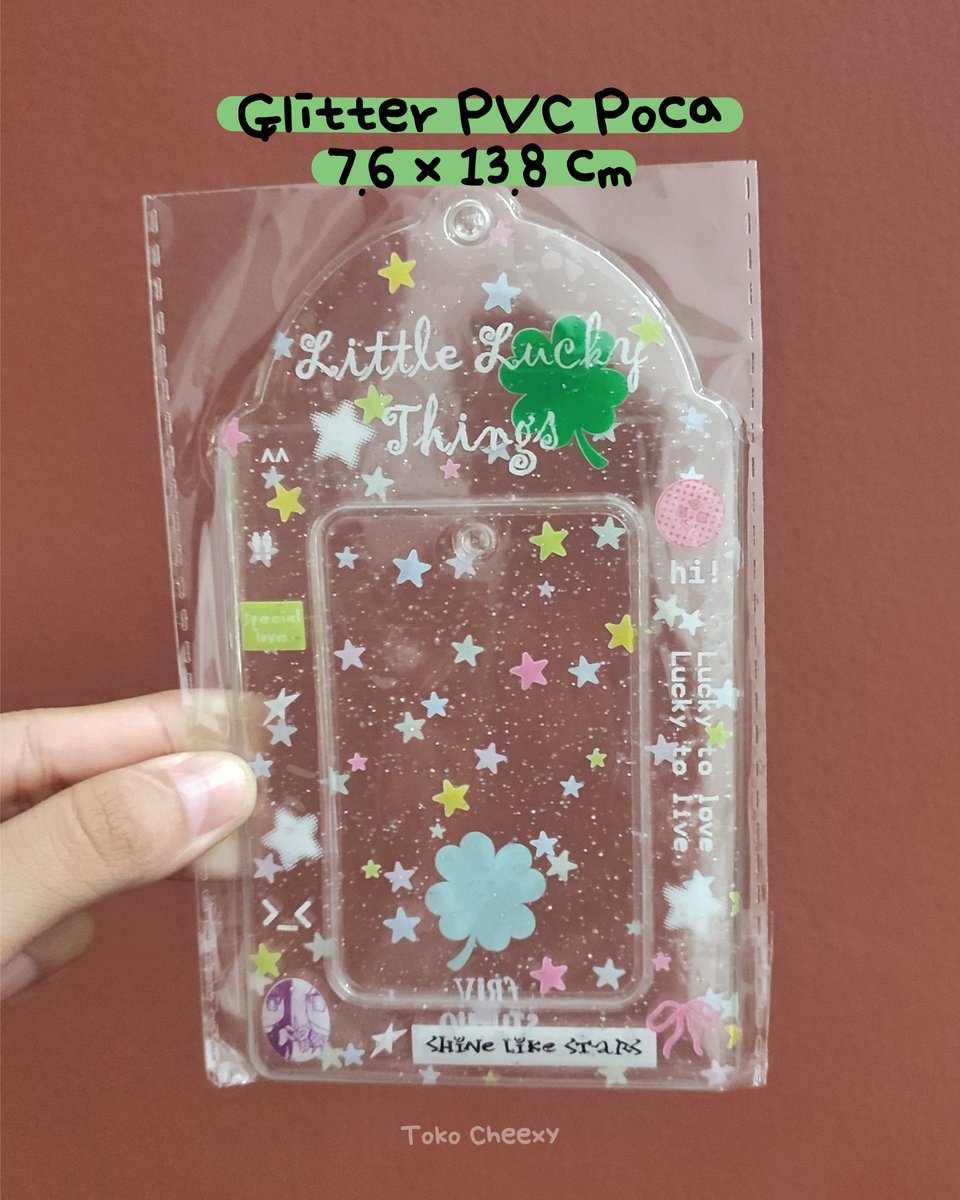 Glitter PVC Poca
7.6 x 13.8 cm
Little Lucky
Things
^^
hi!
special
love
Lucky to love
Lucky to live.
>_<
SHINE LIKE STARS
Toko Cheexy